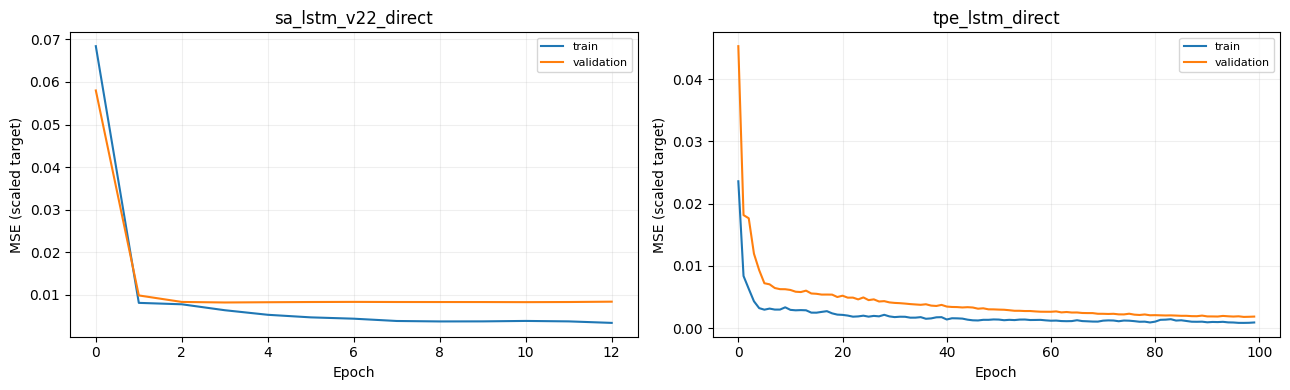 sa_lstm_v22_direct
MSE (scaled target)
0.07
0.06
0.05
0.04
0.03
0.02
0.01
train
validation
0 2 4 6 8 10 12
Epoch
tpe_lstm_direct
MSE (scaled target)
0.04
0.03
0.02
0.01
0.00
train
validation
0 20 40 60 80 100
Epoch